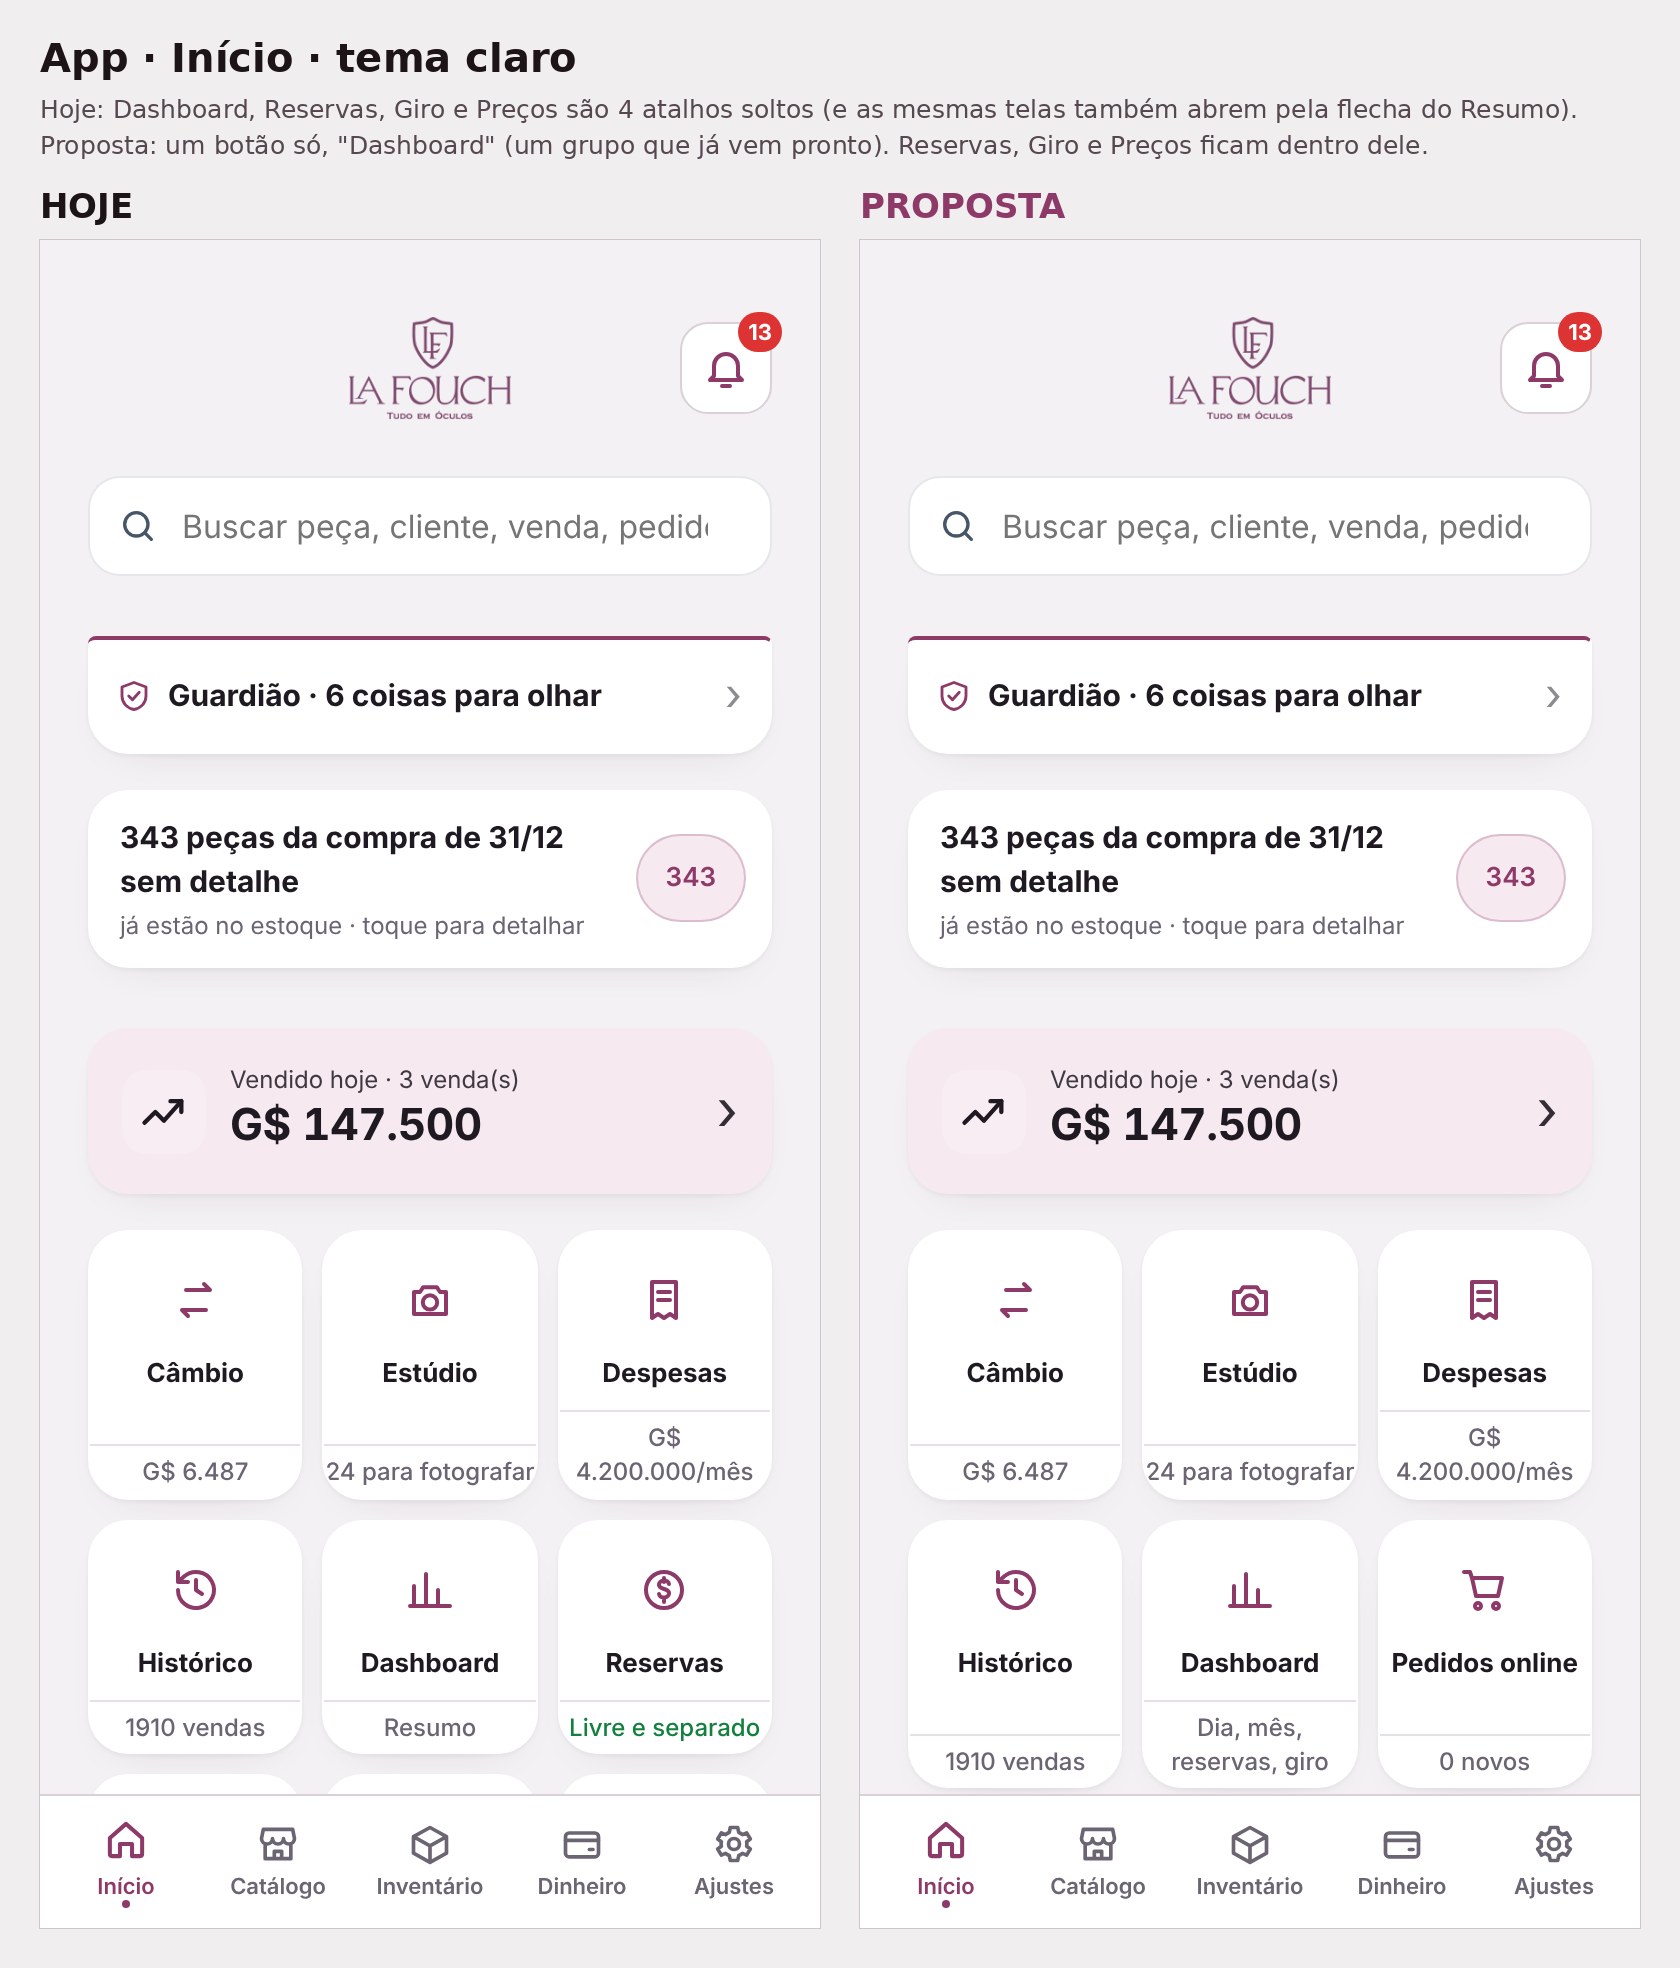 App · Início · tema claro
Hoje: Dashboard, Reservas, Giro e Preços são 4 atalhos soltos (e as mesmas telas também abrem pela flecha do Resumo).
Proposta: um botão só, "Dashboard" (um grupo que já vem pronto). Reservas, Giro e Preços ficam dentro dele.
HOJE
LF
LA FOUCH
TUDO EM ÓCULOS
13
Buscar peça, cliente, venda, pedid
Guardião · 6 coisas para olhar
343 peças da compra de 31/12
sem detalhe
já estão no estoque · toque para detalhar
343
Vendido hoje · 3 venda(s)
G$ 147.500
Câmbio
G$ 6.487
Estúdio
24 para fotografar
Despesas
G$
4.200.000/mês
Histórico
1910 vendas
Dashboard
Resumo
Reservas
Livre e separado
Início
Catálogo
Inventário
Dinheiro
Ajustes
PROPOSTA
LF
LA FOUCH
TUDO EM ÓCULOS
13
Buscar peça, cliente, venda, pedid
Guardião · 6 coisas para olhar
343 peças da compra de 31/12
sem detalhe
já estão no estoque · toque para detalhar
343
Vendido hoje · 3 venda(s)
G$ 147.500
Câmbio
G$ 6.487
Estúdio
24 para fotografar
Despesas
G$
4.200.000/mês
Histórico
1910 vendas
Dashboard
Dia, mês,
reservas, giro
Pedidos online
0 novos
Início
Catálogo
Inventário
Dinheiro
Ajustes